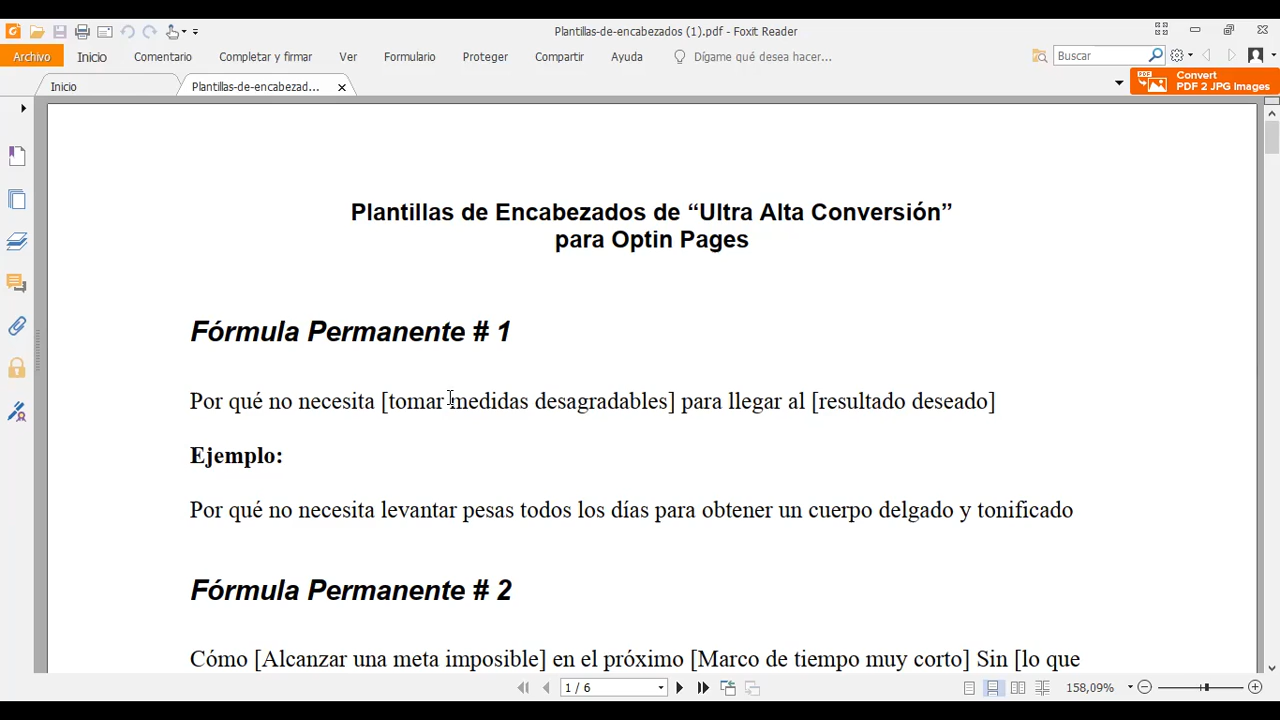 Plantillas-de-encabezados (1).pdf - Foxit Reader
Archivo Inicio Comentario Completar y firmar Ver Formulario Proteger Compartir Ayuda Dígame qué desea hacer... Buscar
Inicio Plantillas-de-encabezad... Convert
PDF 2 JPG Images
Plantillas de Encabezados de “Ultra Alta Conversión”
para Optin Pages
Fórmula Permanente # 1
Por qué no necesita [tomar medidas desagradables] para llegar al [resultado deseado]
Ejemplo:
Por qué no necesita levantar pesas todos los días para obtener un cuerpo delgado y tonificado
Fórmula Permanente # 2
Cómo [Alcanzar una meta imposible] en el próximo [Marco de tiempo muy corto] Sin [lo que
1 / 6 158,09%